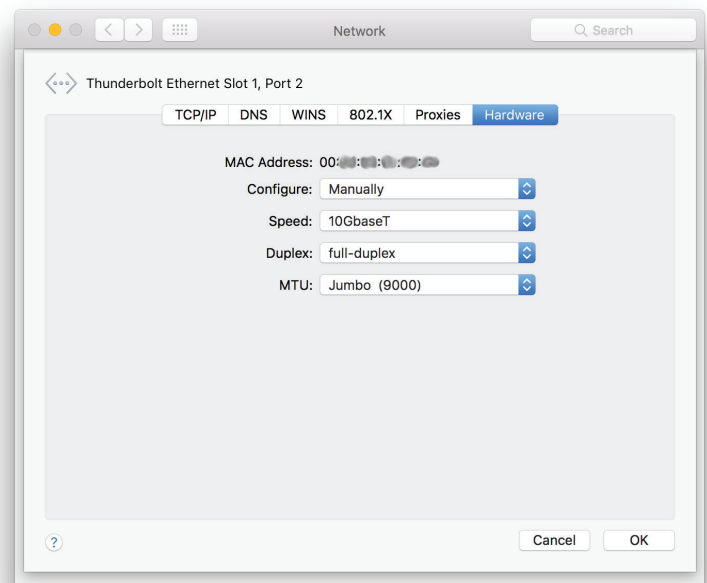 Network
Search
Thunderbolt Ethernet Slot 1, Port 2
TCP/IP DNS WINS 802.1X Proxies Hardware
MAC Address: 00:
Configure: Manually
Speed: 10GbaseT
Duplex: full-duplex
MTU: Jumbo (9000)
? Cancel OK